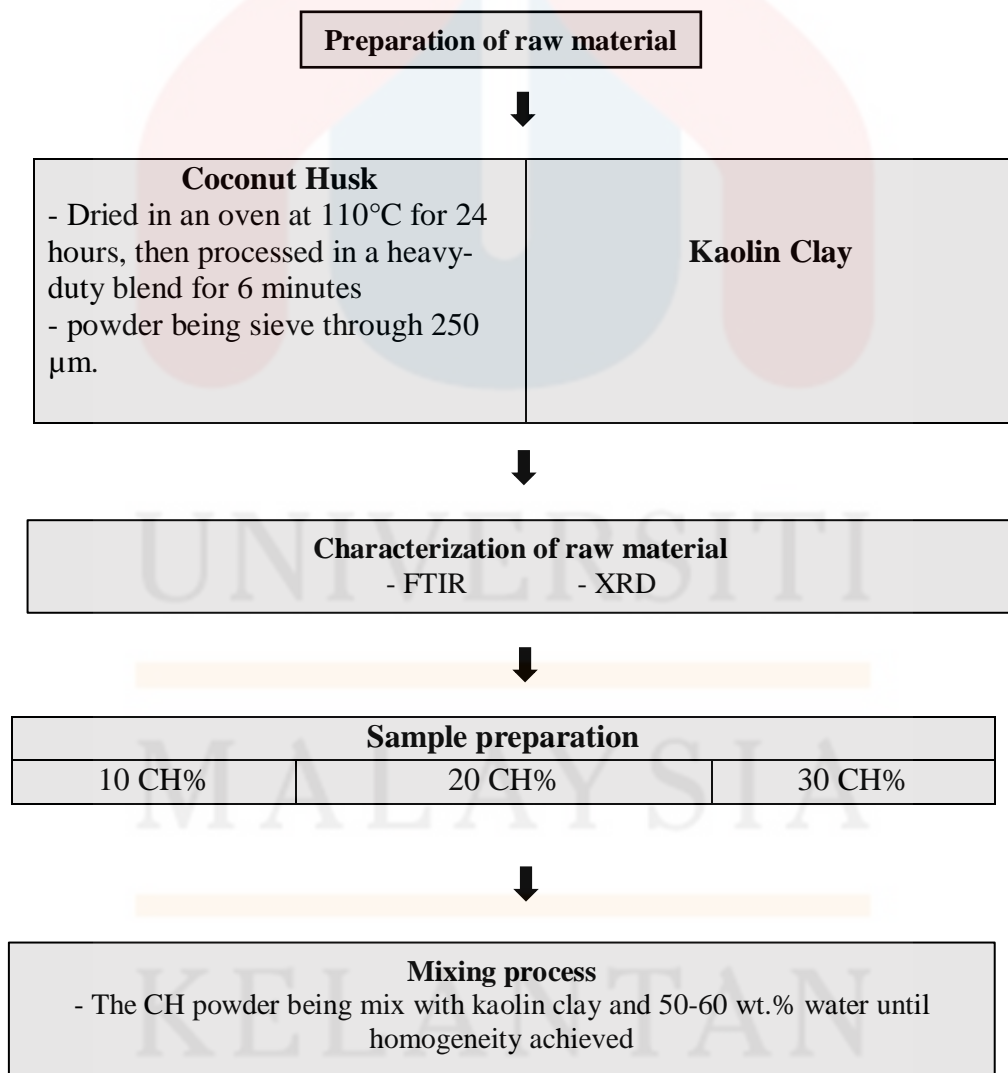 Preparation of raw material
Coconut Husk
- Dried in an oven at 110°C for 24
hours, then processed in a heavy-
duty blend for 6 minutes
- powder being sieve through 250
µm.
Kaolin Clay
UNIVERSITI
Characterization of raw material
- FTIR - XRD
Sample preparation
10 CH% 20 CH% 30 CH%
MALAYSIA
Mixing process
- The CH powder being mix with kaolin clay and 50-60 wt.% water until
homogeneity achieved
KELANTAN